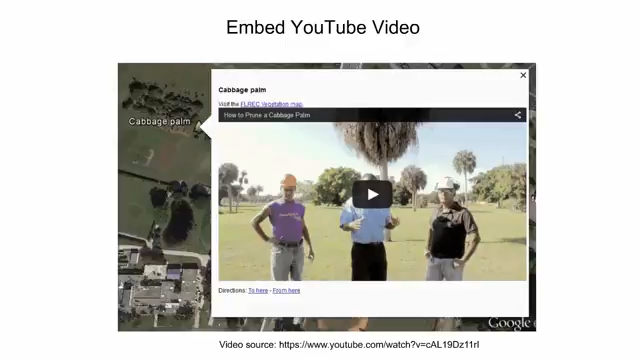 Embed YouTube Video
Cabbage palm
Cabbage palm
Visit the FLREC Vegetation map.
How to Prune a Cabbage Palm
Directions: To here - From here
Google e
Video source: https://www.youtube.com/watch?v=cAL19Dz11rI